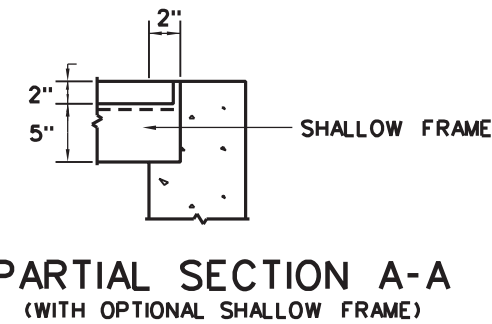 2"
2"
5"
SHALLOW FRAME
PARTIAL SECTION A-A
(WITH OPTIONAL SHALLOW FRAME)